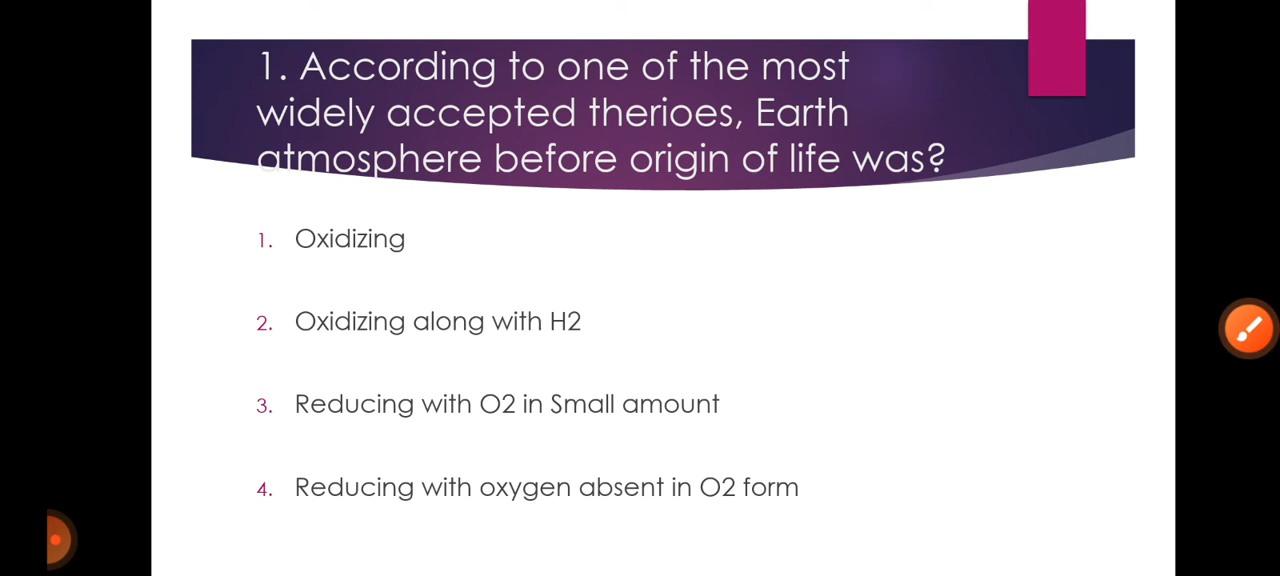 1. According to one of the most
widely accepted therioes, Earth
atmosphere before origin of life was?
1. Oxidizing
2. Oxidizing along with H2
3. Reducing with O2 in Small amount
4. Reducing with oxygen absent in O2 form